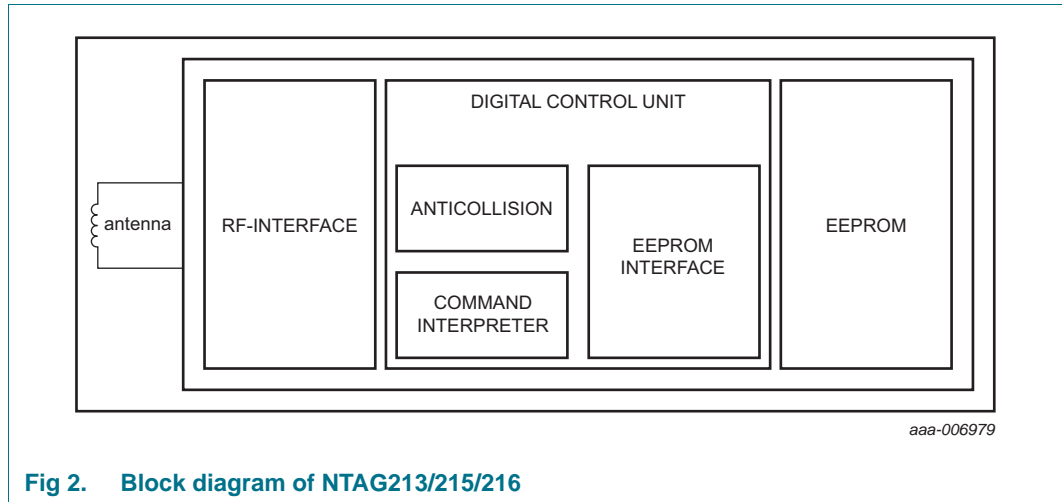 DIGITAL CONTROL UNIT
antenna
RF-INTERFACE
ANTICOLLISION
COMMAND
INTERPRETER
EEPROM
INTERFACE
EEPROM
aaa-006979
Fig 2. Block diagram of NTAG213/215/216